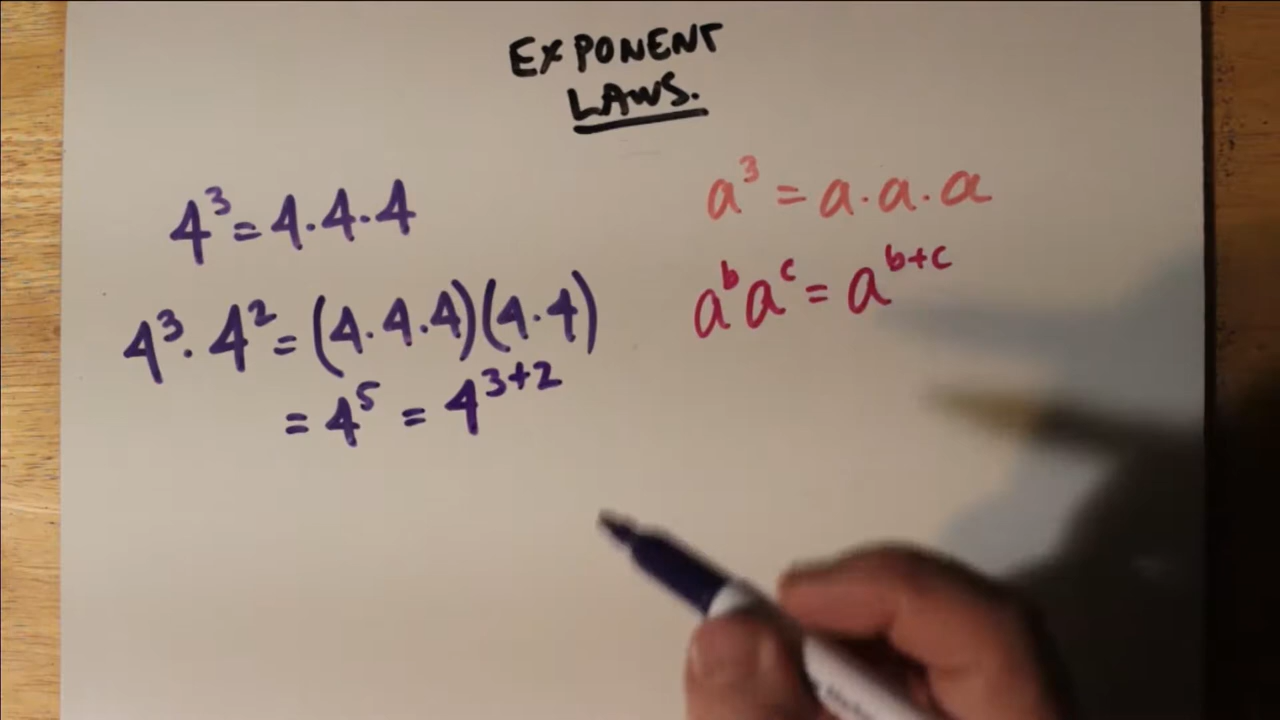 EXPONENT
LAWS.
4³ = 4·4·4
a³ = a·a·a
4³·4² = (4·4·4)(4·4)
aᵇaᶜ = aᵇ⁺ᶜ
= 4⁵ = 4³⁺²